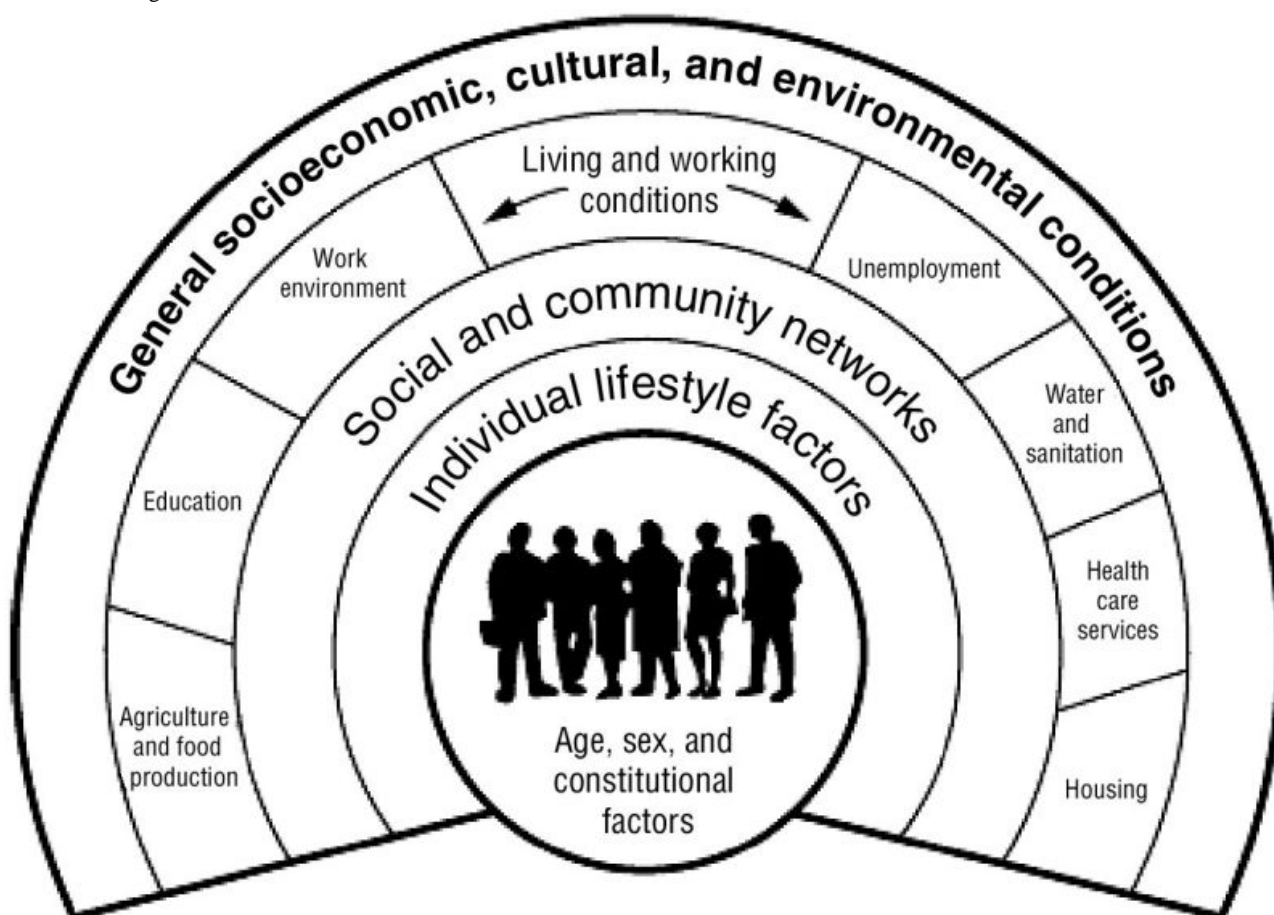 General socioeconomic, cultural, and environmental conditions
Living and working
conditions
Work
environment
Unemployment
Social and community networks
Individual lifestyle factors
Education
Water
and
sanitation
Health
care
services
Agriculture
and food
production
Housing
Age, sex, and
constitutional
factors